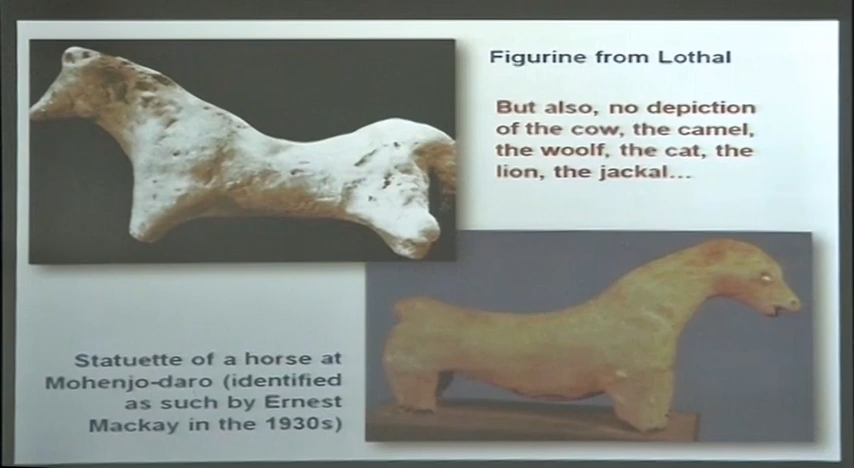 Figurine from Lothal
But also, no depiction
of the cow, the camel,
the woolf, the cat, the
lion, the jackal...
Statuette of a horse at
Mohenjo-daro (identified
as such by Ernest
Mackay in the 1930s)